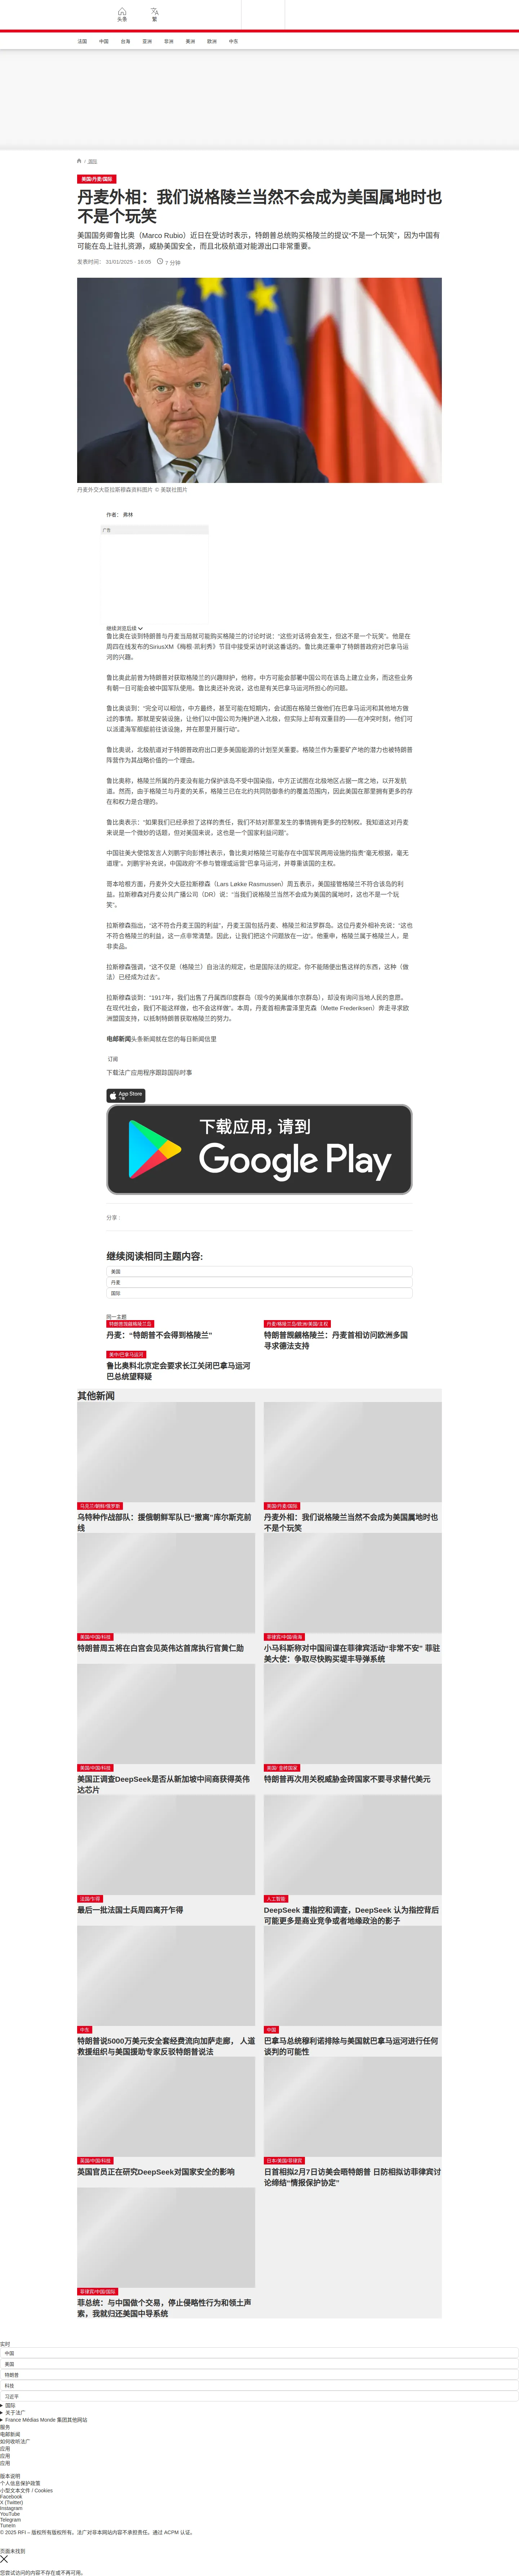 头条
繁
法国
中国
台海
亚洲
非洲
美洲
欧洲
中东
/ 国际
美国/丹麦/国际
丹麦外相：我们说格陵兰当然不会成为美国属地时也
不是个玩笑
美国国务卿鲁比奥（Marco Rubio）近日在受访时表示，特朗普总统购买格陵兰的提议“不是一个玩笑”，因为中国有
可能在岛上驻扎资源，威胁美国安全，而且北极航道对能源出口非常重要。
发表时间： 31/01/2025 - 16:05
7 分钟
丹麦外交大臣拉斯穆森资料图片 © 美联社图片
作者： 弗林
广告
继续浏览后续
鲁比奥在谈到特朗普与丹麦当局就可能购买格陵兰的讨论时说：“这些对话将会发生，但这不是一个玩笑”。他是在
周四在线发布的SiriusXM《梅根·凯利秀》节目中接受采访时说这番话的。鲁比奥还重申了特朗普政府对巴拿马运
河的兴趣。
鲁比奥此前曾为特朗普对获取格陵兰的兴趣辩护，他称，中方可能会部署中国公司在该岛上建立业务，而这些业务
有朝一日可能会被中国军队使用。鲁比奥还补充说，这也是有关巴拿马运河所担心的问题。
鲁比奥谈到：“完全可以相信，中方最终，甚至可能在短期内，会试图在格陵兰做他们在巴拿马运河和其他地方做
过的事情。那就是安装设施，让他们以中国公司为掩护进入北极，但实际上却有双重目的——在冲突时刻，他们可
以派遣海军舰艇前往该设施，并在那里开展行动”。
鲁比奥说，北极航道对于特朗普政府出口更多美国能源的计划至关重要。格陵兰作为重要矿产地的潜力也被特朗普
阵营作为其战略价值的一个理由。
鲁比奥称，格陵兰所属的丹麦没有能力保护该岛不受中国染指，中方正试图在北极地区占据一席之地，以开发航
道。然而，由于格陵兰与丹麦的关系，格陵兰已在北约共同防御条约的覆盖范围内，因此美国在那里拥有更多的存
在和权力是合理的。
鲁比奥表示：“如果我们已经承担了这样的责任，我们不妨对那里发生的事情拥有更多的控制权。我知道这对丹麦
来说是一个微妙的话题，但对美国来说，这也是一个国家利益问题”。
中国驻美大使馆发言人刘鹏宇向彭博社表示，鲁比奥对格陵兰可能存在中国军民两用设施的指责“毫无根据，毫无
道理”。刘鹏宇补充说，中国政府“不参与管理或运营”巴拿马运河，并尊重该国的主权。
哥本哈根方面，丹麦外交大臣拉斯穆森（Lars Løkke Rasmussen）周五表示，美国接管格陵兰不符合该岛的利
益。拉斯穆森对丹麦公共广播公司（DR）说：“当我们说格陵兰当然不会成为美国的属地时，这也不是一个玩
笑”。
拉斯穆森指出，“这不符合丹麦王国的利益”，丹麦王国包括丹麦、格陵兰和法罗群岛。这位丹麦外相补充说：“这也
不符合格陵兰的利益，这一点非常清楚。因此，让我们把这个问题放在一边”。他重申，格陵兰属于格陵兰人，是
非卖品。
拉斯穆森强调，“这不仅是（格陵兰）自治法的规定，也是国际法的规定。你不能随便出售这样的东西，这种（做
法）已经成为过去”。
拉斯穆森谈到：“1917年，我们出售了丹属西印度群岛（现今的美属维尔京群岛），却没有询问当地人民的意愿。
在现代社会，我们不能这样做，也不会这样做”。本周，丹麦首相弗雷泽里克森（Mette Frederiksen）奔走寻求欧
洲盟国支持，以抵制特朗普获取格陵兰的努力。
电邮新闻头条新闻就在您的每日新闻信里
订阅
下载法广应用程序跟踪国际时事
App Store
下载
下载应用，请到
Google Play
分享 :
继续阅读相同主题内容:
美国
丹麦
国际
同一主题
特朗普觊觎格陵兰岛
丹麦：“特朗普不会得到格陵兰”
丹麦/格陵兰岛/欧洲/美国/主权
特朗普觊觎格陵兰：丹麦首相访问欧洲多国
寻求德法支持
美中/巴拿马运河
鲁比奥料北京定会要求长江关闭巴拿马运河
巴总统望释疑
其他新闻
乌克兰/朝鲜/俄罗斯
乌特种作战部队：援俄朝鲜军队已“撤离”库尔斯克前
线
美国/丹麦/国际
丹麦外相：我们说格陵兰当然不会成为美国属地时也
不是个玩笑
美国/中国/科技
特朗普周五将在白宫会见英伟达首席执行官黄仁勋
菲律宾/中国/南海
小马科斯称对中国间谍在菲律宾活动“非常不安” 菲驻
美大使：争取尽快购买堤丰导弹系统
美国/中国/科技
美国正调查DeepSeek是否从新加坡中间商获得英伟
达芯片
美国/ 金砖国家
特朗普再次用关税威胁金砖国家不要寻求替代美元
法国/乍得
最后一批法国士兵周四离开乍得
人工智能
DeepSeek 遭指控和调查，DeepSeek 认为指控背后
可能更多是商业竞争或者地缘政治的影子
中东
特朗普说5000万美元安全套经费流向加萨走廊， 人道
救援组织与美国援助专家反驳特朗普说法
中国
巴拿马总统穆利诺排除与美国就巴拿马运河进行任何
谈判的可能性
美国/中国/科技
英国官员正在研究DeepSeek对国家安全的影响
日本/美国/菲律宾
日首相拟2月7日访美会晤特朗普 日防相拟访菲律宾讨
论缔结“情报保护协定”
菲律宾/中国/国际
菲总统：与中国做个交易，停止侵略性行为和领土声
索，我就归还美国中导系统
实时
中国
美国
特朗普
科技
习近平
国际
关于法广
France Médias Monde 集团其他网站
服务
电邮新闻
如何收听法广
应用
应用
应用
版本说明
个人信息保护政策
小型文本文件 / Cookies
Facebook
X (Twitter)
Instagram
YouTube
Telegram
TuneIn
© 2025 RFI – 版权所有版权所有。法广对非本网站内容不承担责任。通过 ACPM 认证。
页面未找到
您尝试访问的内容不存在或不再可用。